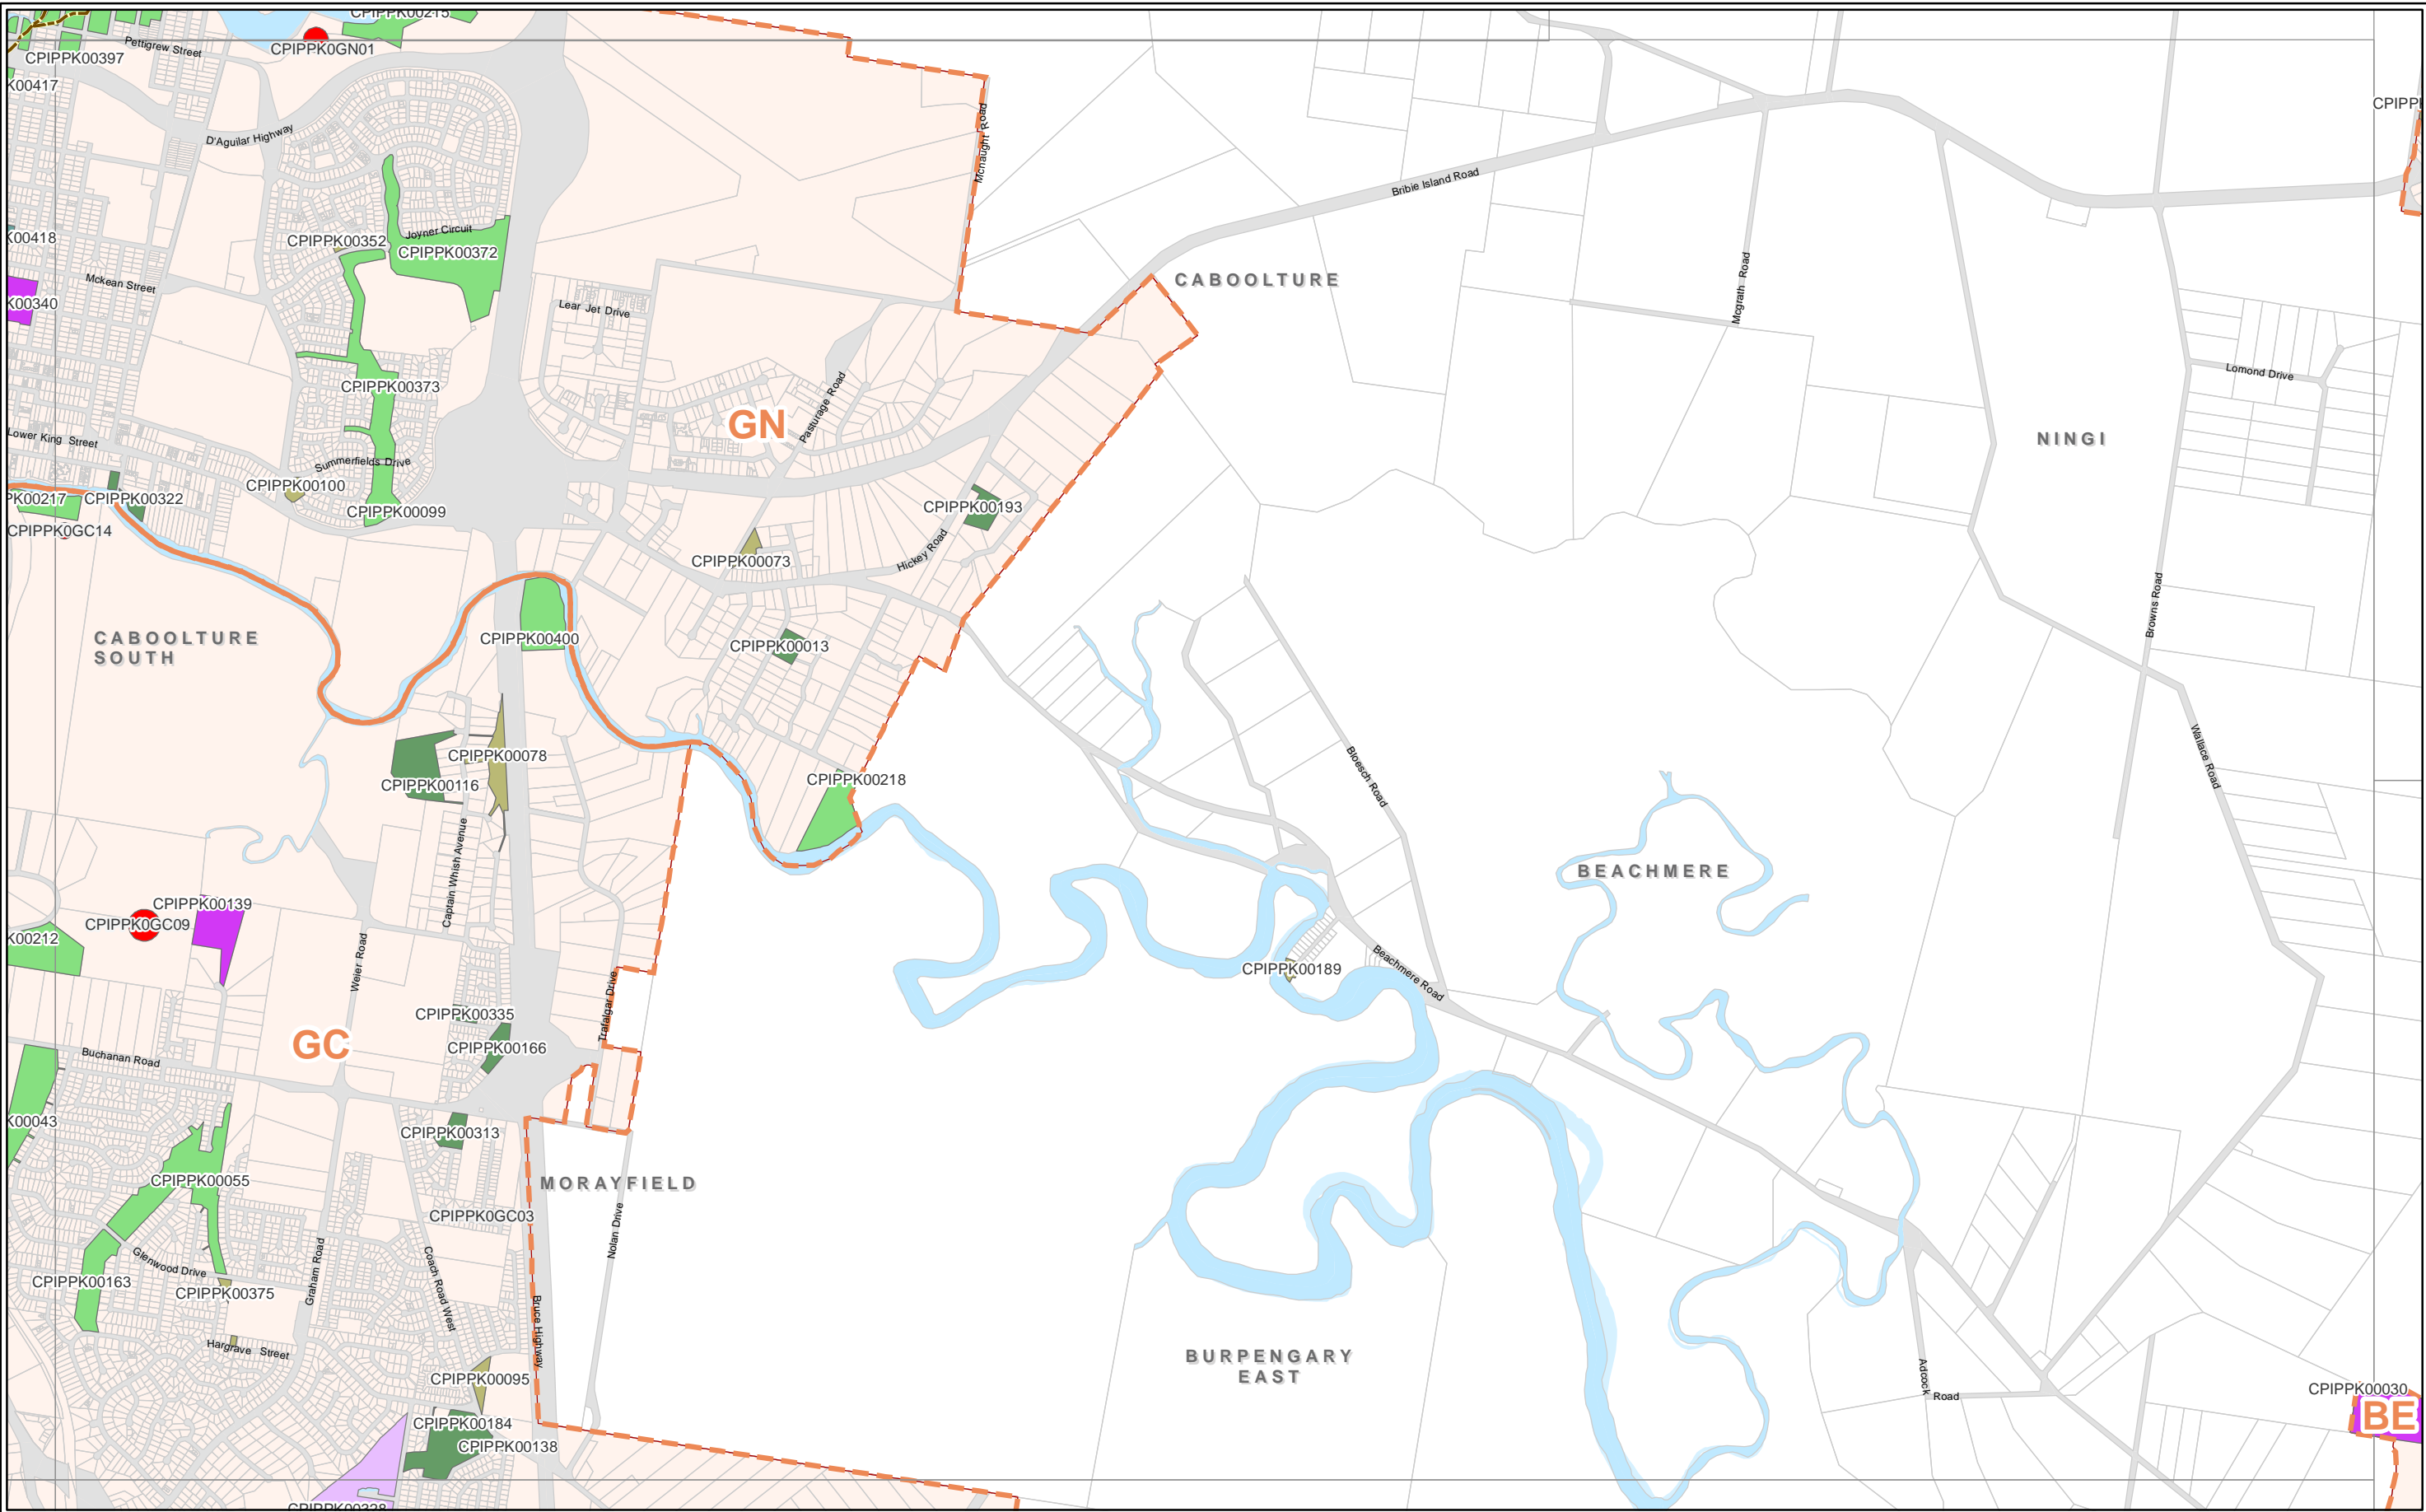 CPIPPK00215
Pettigrew Street
CPIPPK0GN01
CPIPPK00397
K00417
CPIPP
D'Aguilar Highway
Mcnaught Road
Bribie Island Road
K00418
CPIPPK00352
Joyner Circuit
CPIPPK00372
Mckean Street
CABOOLTURE
Mcgrath Road
K00340
Lear Jet Drive
Lomond Drive
CPIPPK00373
Pasturage Road
GN
NINGI
Lower King Street
Summerfields Drive
CPIPPK00100
PK00217
CPIPPK00322
CPIPPK00099
CPIPPK00193
CPIPPK0GC14
Hickey Road
CPIPPK00073
Browns Road
CABOOLTURE
SOUTH
CPIPPK00400
CPIPPK00013
CPIPPK00078
CPIPPK00116
CPIPPK00218
Bloesch Road
Wallace Road
Captain Whish Avenue
BEACHMERE
CPIPPK00139
CPIPPK0GC09
K00212
Weier Road
CPIPPK00189
Beachmere Road
Trafalgar Drive
CPIPPK00335
GC
CPIPPK00166
Buchanan Road
K00043
CPIPPK00313
CPIPPK00055
MORAYFIELD
CPIPPK0GC03
Nolan Drive
Glenwood Drive
CPIPPK00163
CPIPPK00375
Graham Road
Coach Road West
Bruce Highway
Hargrave Street
BURPENGARY
EAST
CPIPPK00095
Adcock Road
CPIPPK00030
BE
CPIPPK00184
CPIPPK00138
CPIPPK00328